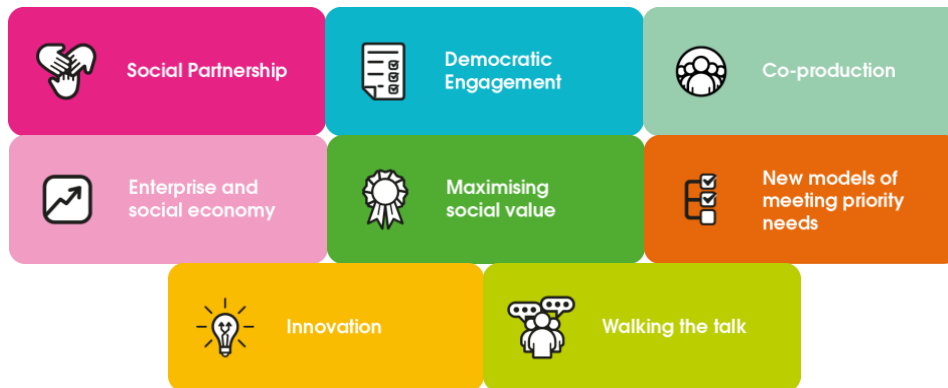 Social Partnership
Democratic
Engagement
Co-production
Enterprise and
social economy
Maximising
social value
New models of
meeting priority
needs
Innovation
Walking the talk